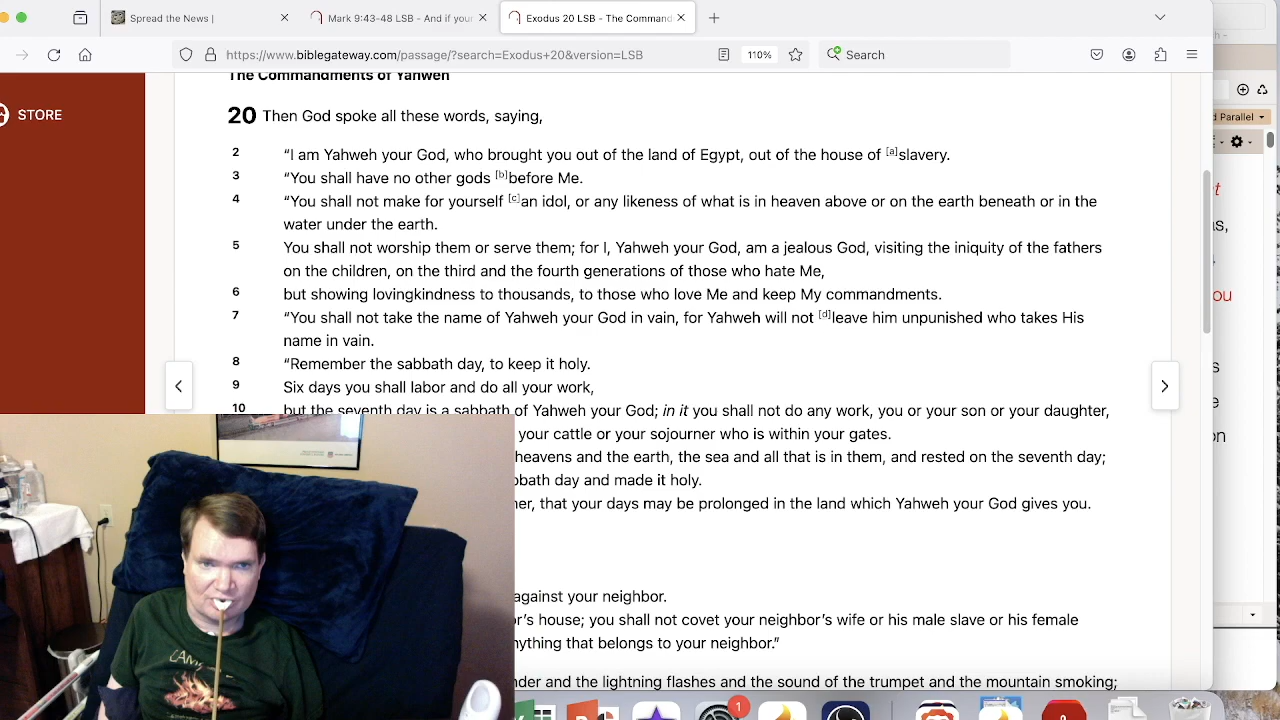 Spread the News |
Mark 9:43-48 LSB - And if your
Exodus 20 LSB - The Command
https://www.biblegateway.com/passage/?search=Exodus+20&version=LSB
110%
Search
STORE
d Parallel
The Commandments of Yahweh
20 Then God spoke all these words, saying,
2 “I am Yahweh your God, who brought you out of the land of Egypt, out of the house of [a]slavery.
3 “You shall have no other gods [b]before Me.
4 “You shall not make for yourself [c]an idol, or any likeness of what is in heaven above or on the earth beneath or in the
water under the earth.
5 You shall not worship them or serve them; for I, Yahweh your God, am a jealous God, visiting the iniquity of the fathers
on the children, on the third and the fourth generations of those who hate Me,
6 but showing lovingkindness to thousands, to those who love Me and keep My commandments.
7 “You shall not take the name of Yahweh your God in vain, for Yahweh will not [d]leave him unpunished who takes His
name in vain.
8 “Remember the sabbath day, to keep it holy.
9 Six days you shall labor and do all your work,
10 but the seventh day is a sabbath of Yahweh your God; in it you shall not do any work, you or your son or your daughter,
your cattle or your sojourner who is within your gates.
heavens and the earth, the sea and all that is in them, and rested on the seventh day;
bbath day and made it holy.
her, that your days may be prolonged in the land which Yahweh your God gives you.
against your neighbor.
or’s house; you shall not covet your neighbor’s wife or his male slave or his female
nything that belongs to your neighbor.”
nder and the lightning flashes and the sound of the trumpet and the mountain smoking;
ou
on
1